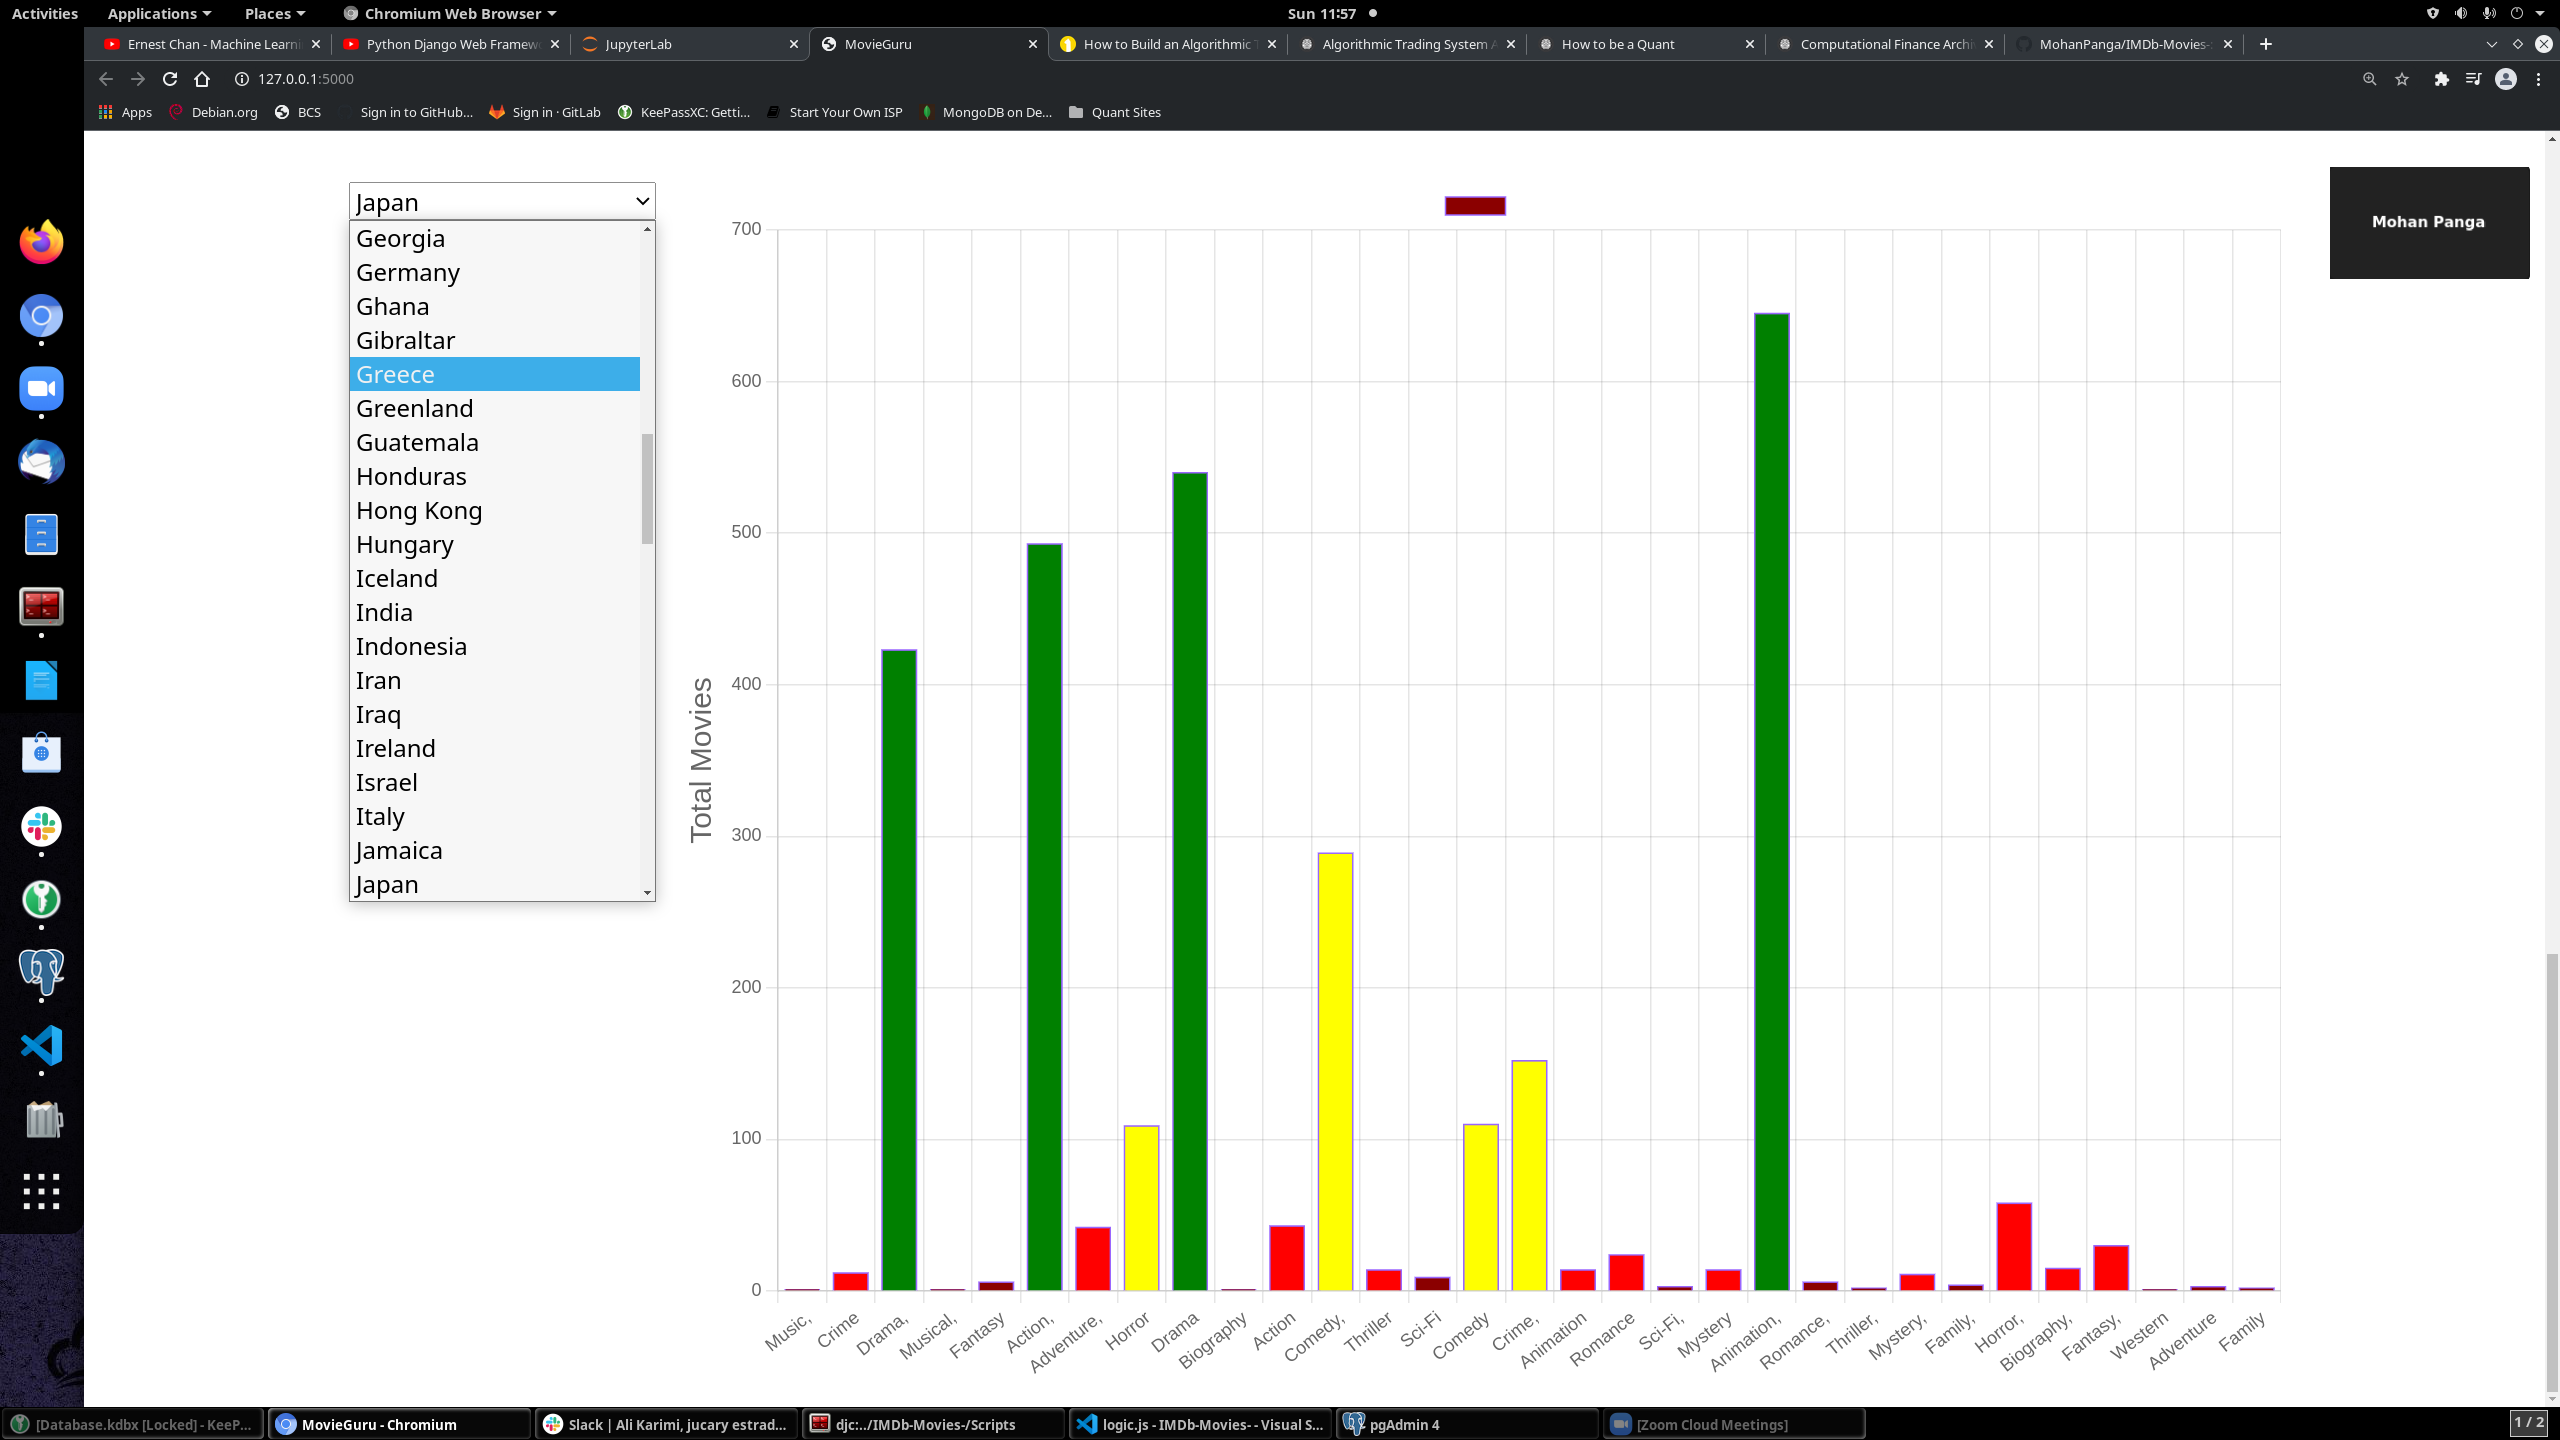 Activities Applications Places Chromium Web Browser Sun 11:57
Ernest Chan - Machine Learni Python Django Web Framewo JupyterLab MovieGuru How to Build an Algorithmic T Algorithmic Trading System A How to be a Quant Computational Finance Archi MohanPanga/IMDb-Movies-
127.0.0.1:5000
Apps Debian.org BCS Sign in to GitHub... Sign in · GitLab KeePassXC: Getti... Start Your Own ISP MongoDB on De... Quant Sites
Japan
Georgia
Germany
Ghana
Gibraltar
Greece
Greenland
Guatemala
Honduras
Hong Kong
Hungary
Iceland
India
Indonesia
Iran
Iraq
Ireland
Israel
Italy
Jamaica
Japan
Total Movies
700
600
500
400
300
200
100
0
Music, Crime Drama, Musical, Fantasy Action, Adventure, Horror Drama Biography Action Comedy, Thriller Sci-Fi Comedy Crime, Animation Romance Sci-Fi, Mystery Animation, Romance, Thriller, Mystery, Family, Horror, Biography, Fantasy, Western Adventure Family
Mohan Panga
[Database.kdbx [Locked] - KeeP... MovieGuru - Chromium Slack | Ali Karimi, jucary estrad... djc:../IMDb-Movies-/Scripts logic.js - IMDb-Movies- - Visual S... pgAdmin 4 [Zoom Cloud Meetings] 1 / 2